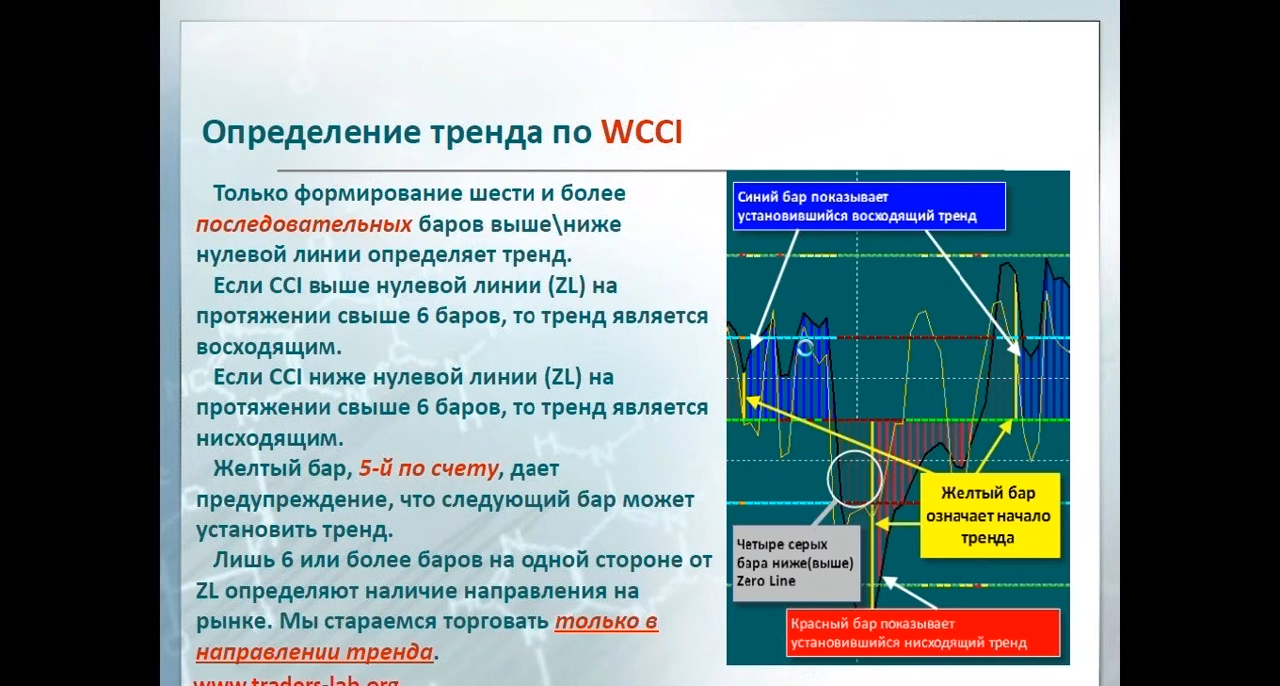 Определение тренда по WCCI
Только формирование шести и более
последовательных баров выше\ниже
нулевой линии определяет тренд.
Если CCI выше нулевой линии (ZL) на
протяжении свыше 6 баров, то тренд является
восходящим.
Если CCI ниже нулевой линии (ZL) на
протяжении свыше 6 баров, то тренд является
нисходящим.
Желтый бар, 5-й по счету, дает
предупреждение, что следующий бар может
установить тренд.
Лишь 6 или более баров на одной стороне от
ZL определяют наличие направления на
рынке. Мы стараемся торговать только в
направлении тренда.
www.traders-lab.org
Синий бар показывает
установившийся восходящий тренд
Желтый бар
означает начало
тренда
Четыре серых
бара ниже(выше)
Zero Line
Красный бар показывает
установившийся нисходящий тренд